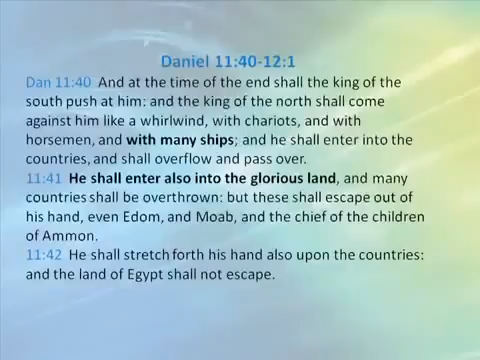 Daniel 11:40-12:1
Dan 11:40 And at the time of the end shall the king of the
south push at him: and the king of the north shall come
against him like a whirlwind, with chariots, and with
horsemen, and with many ships; and he shall enter into the
countries, and shall overflow and pass over.
11:41 He shall enter also into the glorious land, and many
countries shall be overthrown: but these shall escape out of
his hand, even Edom, and Moab, and the chief of the children
of Ammon.
11:42 He shall stretch forth his hand also upon the countries:
and the land of Egypt shall not escape.